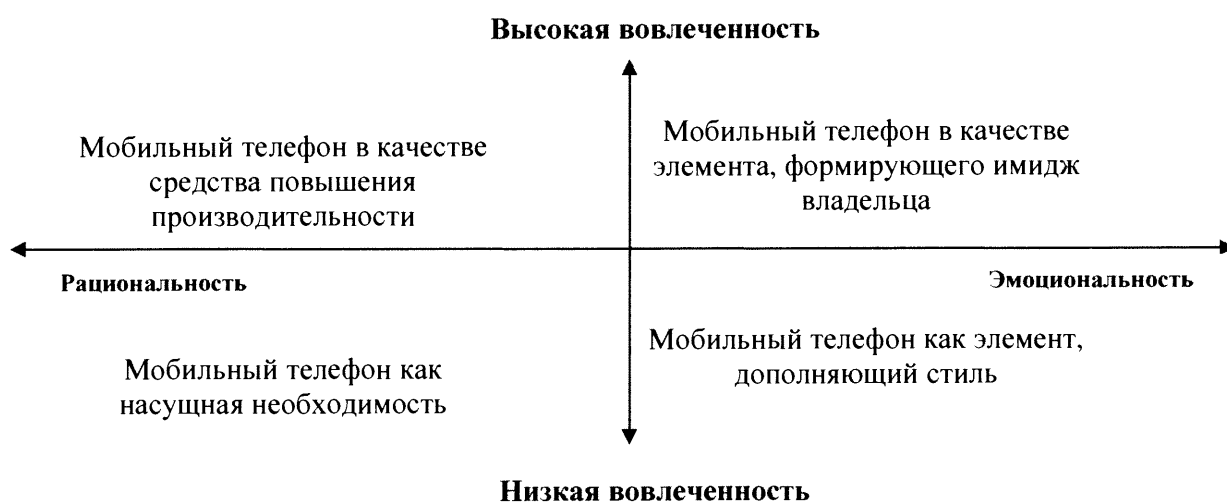 Высокая вовлеченность
Мобильный телефон в качестве
средства повышения
производительности
Мобильный телефон в качестве
элемента, формирующего имидж
владельца
Рациональность
Эмоциональность
Мобильный телефон как
насущная необходимость
Мобильный телефон как элемент,
дополняющий стиль
Низкая вовлеченность